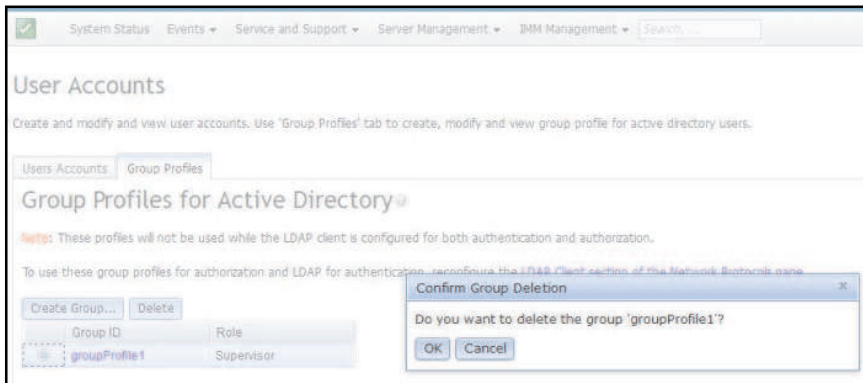 System Status Events Service and Support Server Management IMM Management Search...
User Accounts
Create and modify and view user accounts. Use 'Group Profiles' tab to create, modify and view group profile for active directory users.
Users Accounts Group Profiles
Group Profiles for Active Directory
Note: These profiles will not be used while the LDAP client is configured for both authentication and authorization.
To use these group profiles for authorization and LDAP for authentication, reconfigure the LDAP Client section of the Network Protocols page
Confirm Group Deletion
Do you want to delete the group 'groupProfile1'?
OK Cancel
Create Group... Delete
Group ID Role
groupProfile1 Supervisor